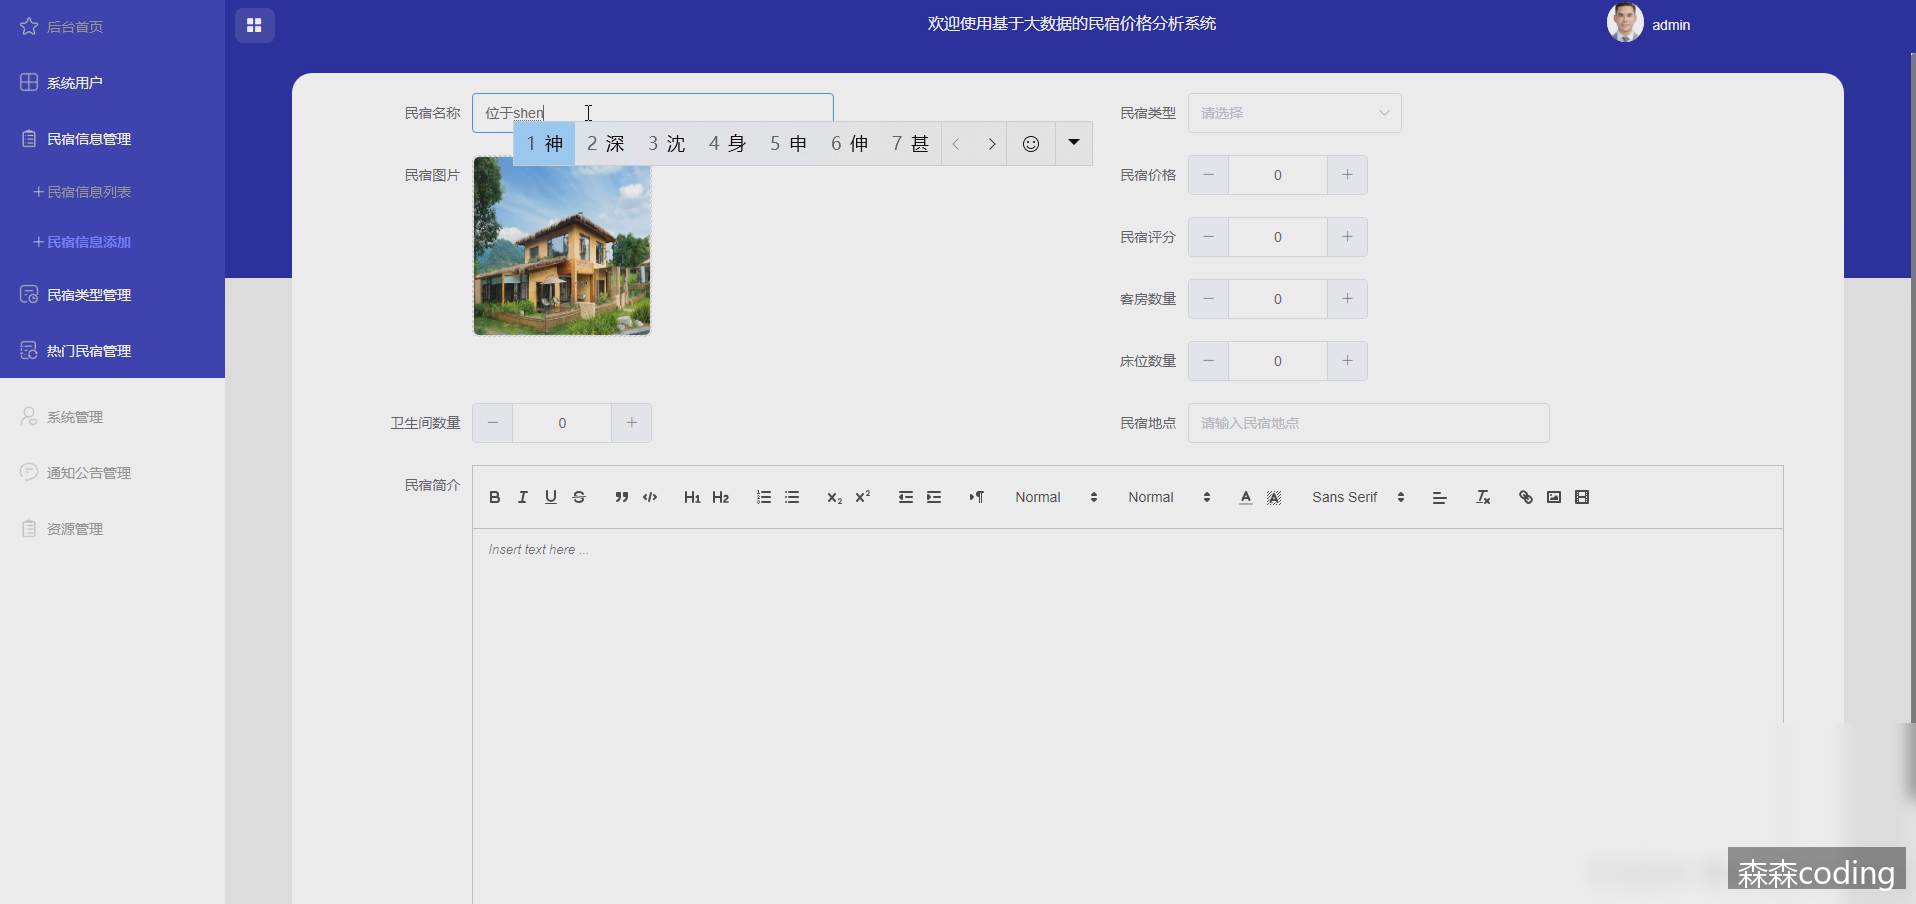 后台首页
欢迎使用基于大数据的民宿价格分析系统
admin
系统用户
民宿信息管理
+民宿信息列表
+民宿信息添加
民宿类型管理
热门民宿管理
系统管理
通知公告管理
资源管理
民宿名称
位于shen
民宿类型
请选择
1 神 2 深 3 沈 4 身 5 申 6 伸 7 甚
民宿图片
民宿价格
− 0 +
民宿评分
− 0 +
客房数量
− 0 +
床位数量
− 0 +
卫生间数量
− 0 +
民宿地点
请输入民宿地点
民宿简介
B I U S H1 H2 X2 X2 Normal Normal A A Sans Serif Tx
Insert text here ...
森森coding